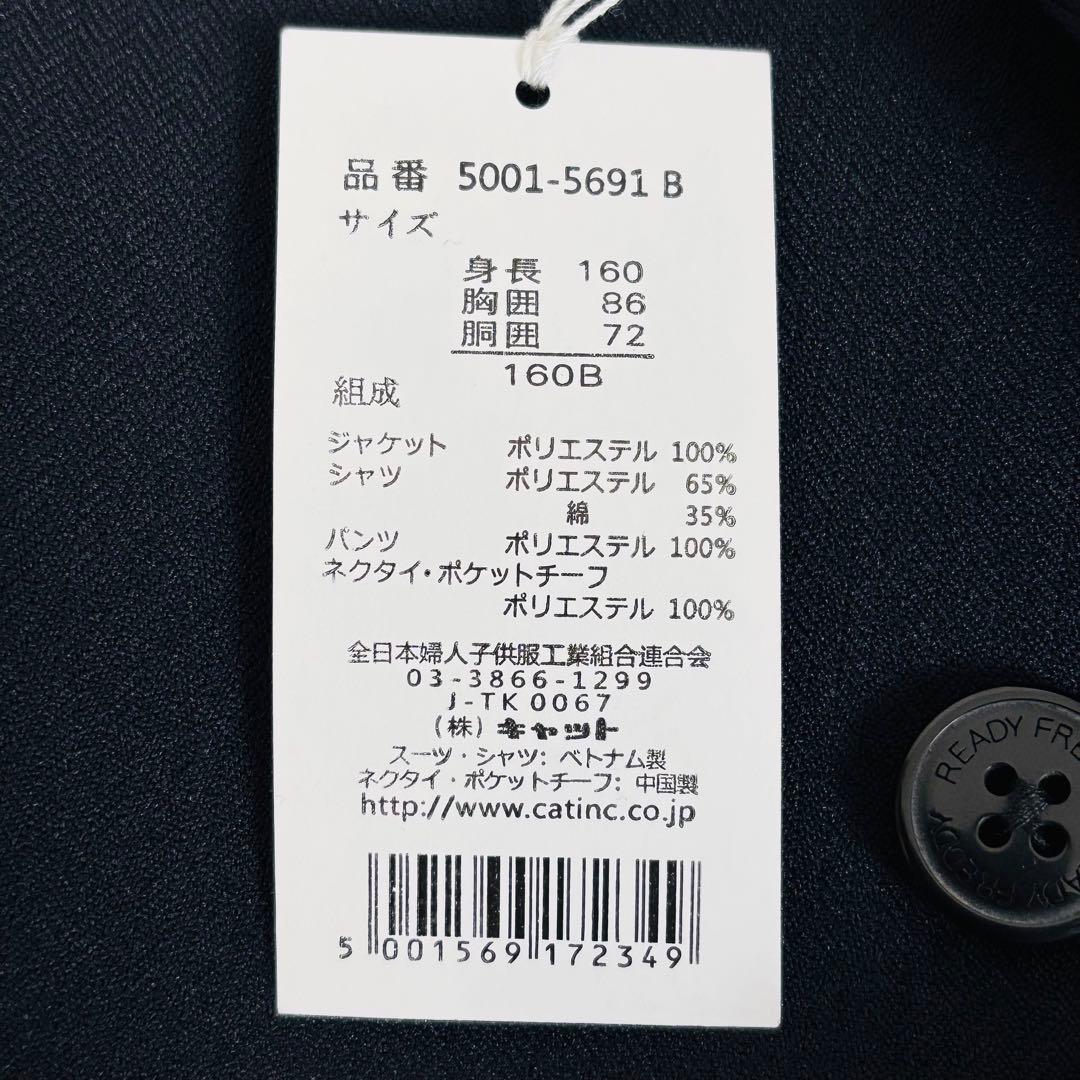 品番 5001-5691 B
サイズ
身長 160
胸囲 86
胴囲 72
160B
組成
ジャケット ポリエステル 100%
シャツ ポリエステル 65%
綿 35%
パンツ ポリエステル 100%
ネクタイ・ポケットチーフ
ポリエステル 100%
全日本婦人子供服工業組合連合会
03-3866-1299
J-TK0067
(株) キャット
スーツ・シャツ: ベトナム製
ネクタイ・ポケットチーフ: 中国製
http://www.catinc.co.jp
5 001569 172349
READY FRE
ADY FREDDY